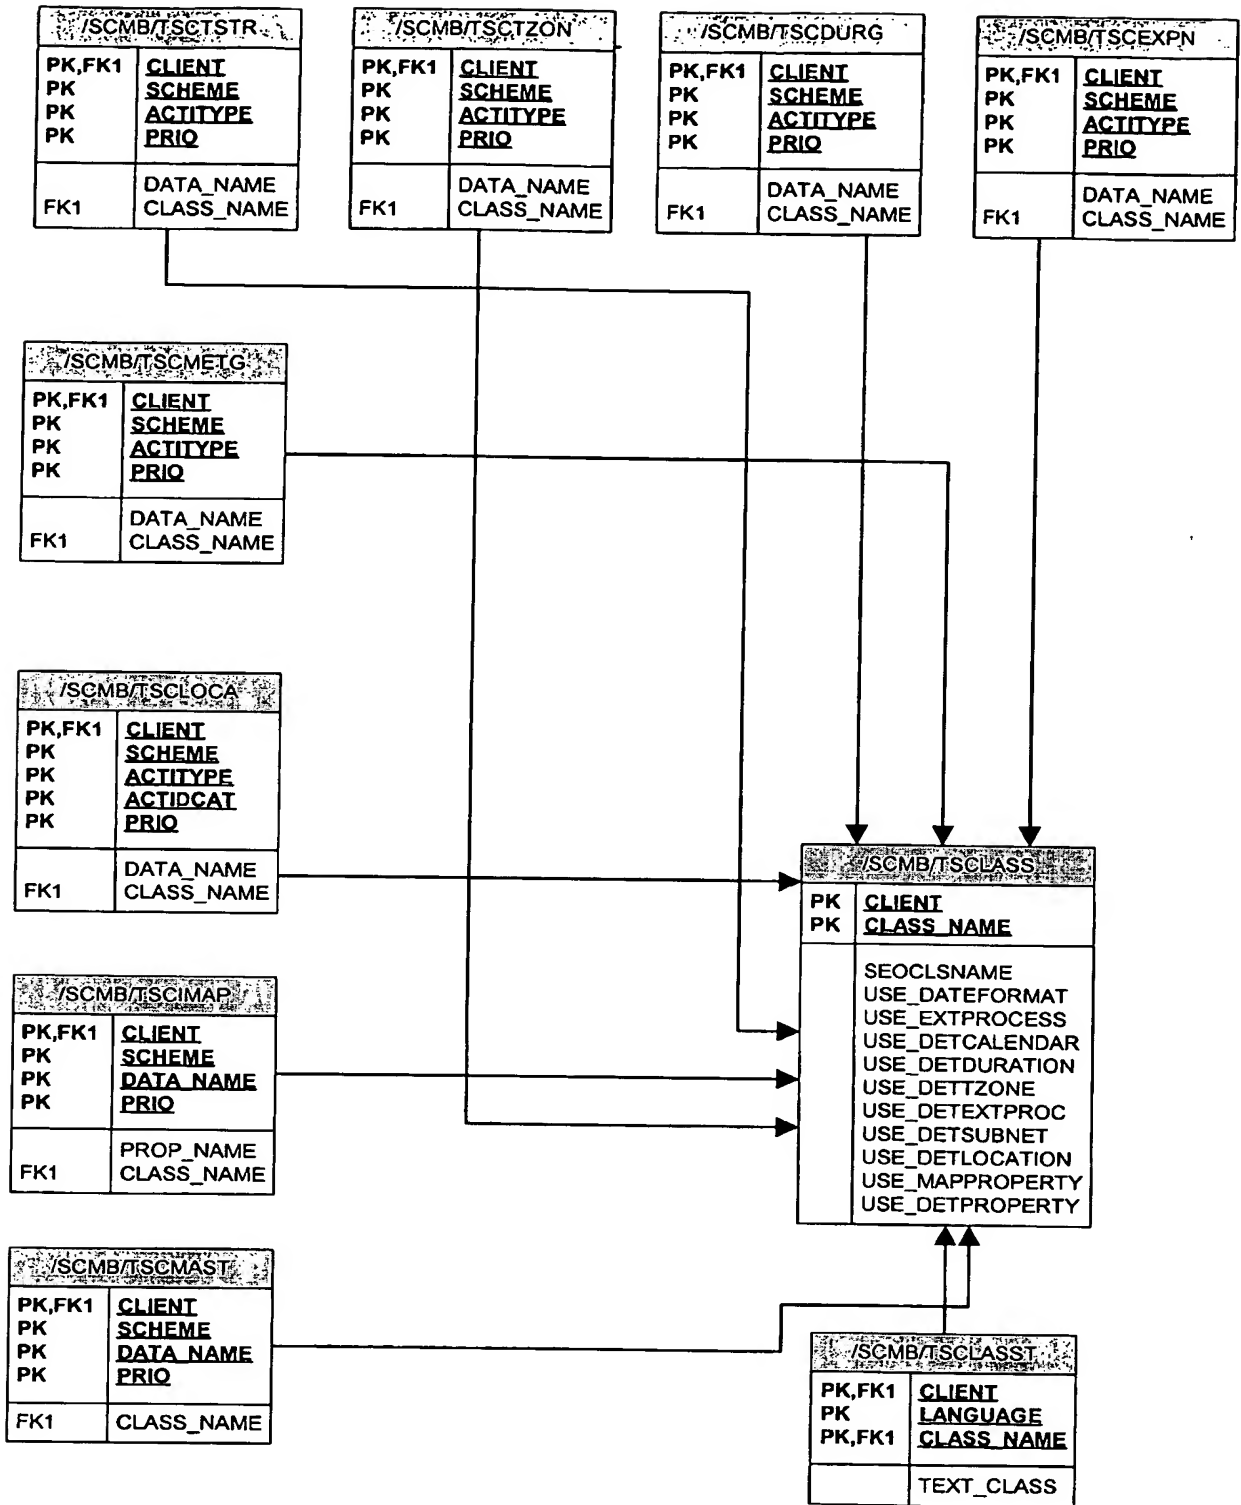 /SCMB/TSCTSTR
PK,FK1 CLIENT
PK SCHEME
PK ACTITYPE
PK PRIO
DATA_NAME
FK1 CLASS_NAME
/SCMB/TSCTZON
PK,FK1 CLIENT
PK SCHEME
PK ACTITYPE
PK PRIO
DATA_NAME
FK1 CLASS_NAME
/SCMB/TSCDURG
PK,FK1 CLIENT
PK SCHEME
PK ACTITYPE
PK PRIO
DATA_NAME
FK1 CLASS_NAME
/SCMB/TSCEXPN
PK,FK1 CLIENT
PK SCHEME
PK ACTITYPE
PK PRIO
DATA_NAME
FK1 CLASS_NAME
/SCMB/TSCMETG
PK,FK1 CLIENT
PK SCHEME
PK ACTITYPE
PK PRIO
DATA_NAME
FK1 CLASS_NAME
/SCMB/TSCLOCA
PK,FK1 CLIENT
PK SCHEME
PK ACTITYPE
PK ACTIDCAT
PK PRIO
DATA_NAME
FK1 CLASS_NAME
/SCMB/TSCLASS
PK CLIENT
PK CLASS_NAME
SEOCLSNAME
USE_DATEFORMAT
USE_EXTPROCESS
USE_DETCALENDAR
USE_DETDURATION
USE_DETTZONE
USE_DETEXTPROC
USE_DETSUBNET
USE_DETLOCATION
USE_MAPPROPERTY
USE_DETPROPERTY
/SCMB/TSCIMAP
PK,FK1 CLIENT
PK SCHEME
PK DATA_NAME
PK PRIO
PROP_NAME
FK1 CLASS_NAME
/SCMB/TSCMAST
PK,FK1 CLIENT
PK SCHEME
PK DATA_NAME
PK PRIO
FK1 CLASS_NAME
/SCMB/TSCLASST
PK,FK1 CLIENT
PK LANGUAGE
PK,FK1 CLASS_NAME
TEXT_CLASS